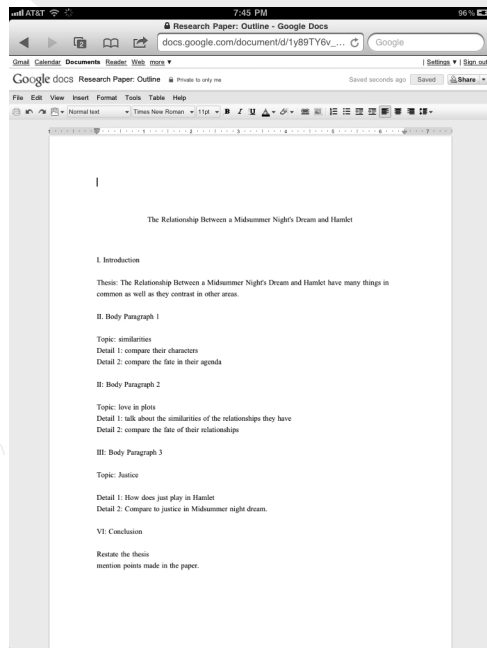 AT&T 7:45 PM 96%
Research Paper: Outline - Google Docs
docs.google.com/document/d/1y89TY6v_... Google
Gmail Calendar Documents Reader Web more ▼ | Settings ▼ | Sign out
Google docs Research Paper: Outline Private to only me Saved seconds ago Saved Share
File Edit View Insert Format Tools Table Help
Normal text Times New Roman 11pt B I U A
1 1 2 3 4 5 6 7
The Relationship Between a Midsummer Night's Dream and Hamlet
I. Introduction
Thesis: The Relationship Between a Midsummer Night's Dream and Hamlet have many things in
common as well as they contrast in other areas.
II. Body Paragraph 1
Topic: similarities
Detail 1: compare their characters
Detail 2: compare the fate in their agenda
II: Body Paragraph 2
Topic: love in plots
Detail 1: talk about the similarities of the relationships they have
Detail 2: compare the fate of their relationships
III: Body Paragraph 3
Topic: Justice
Detail 1: How does just play in Hamlet
Detail 2: Compare to justice in Midsummer night dream.
VI: Conclusion
Restate the thesis
mention points made in the paper.